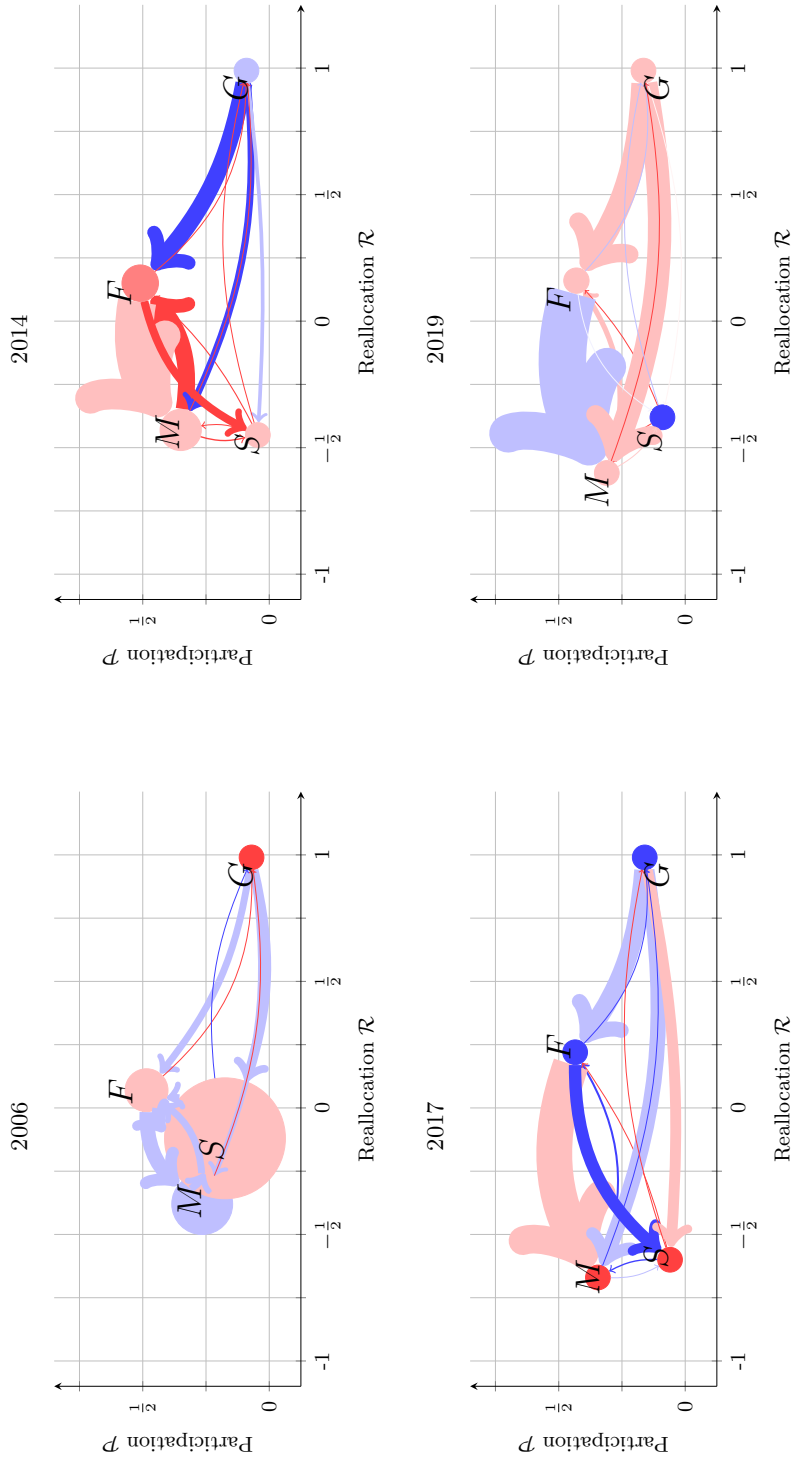 2006
Participation 𝒫
1/2
0
F
M
S
G
-1
−1/2
0
1/2
1
Reallocation ℛ
2014
Participation 𝒫
1/2
0
F
M
S
G
-1
−1/2
0
1/2
1
Reallocation ℛ
2017
Participation 𝒫
1/2
0
F
M
S
G
-1
−1/2
0
1/2
1
Reallocation ℛ
2019
Participation 𝒫
1/2
0
F
M
S
G
-1
−1/2
0
1/2
1
Reallocation ℛ